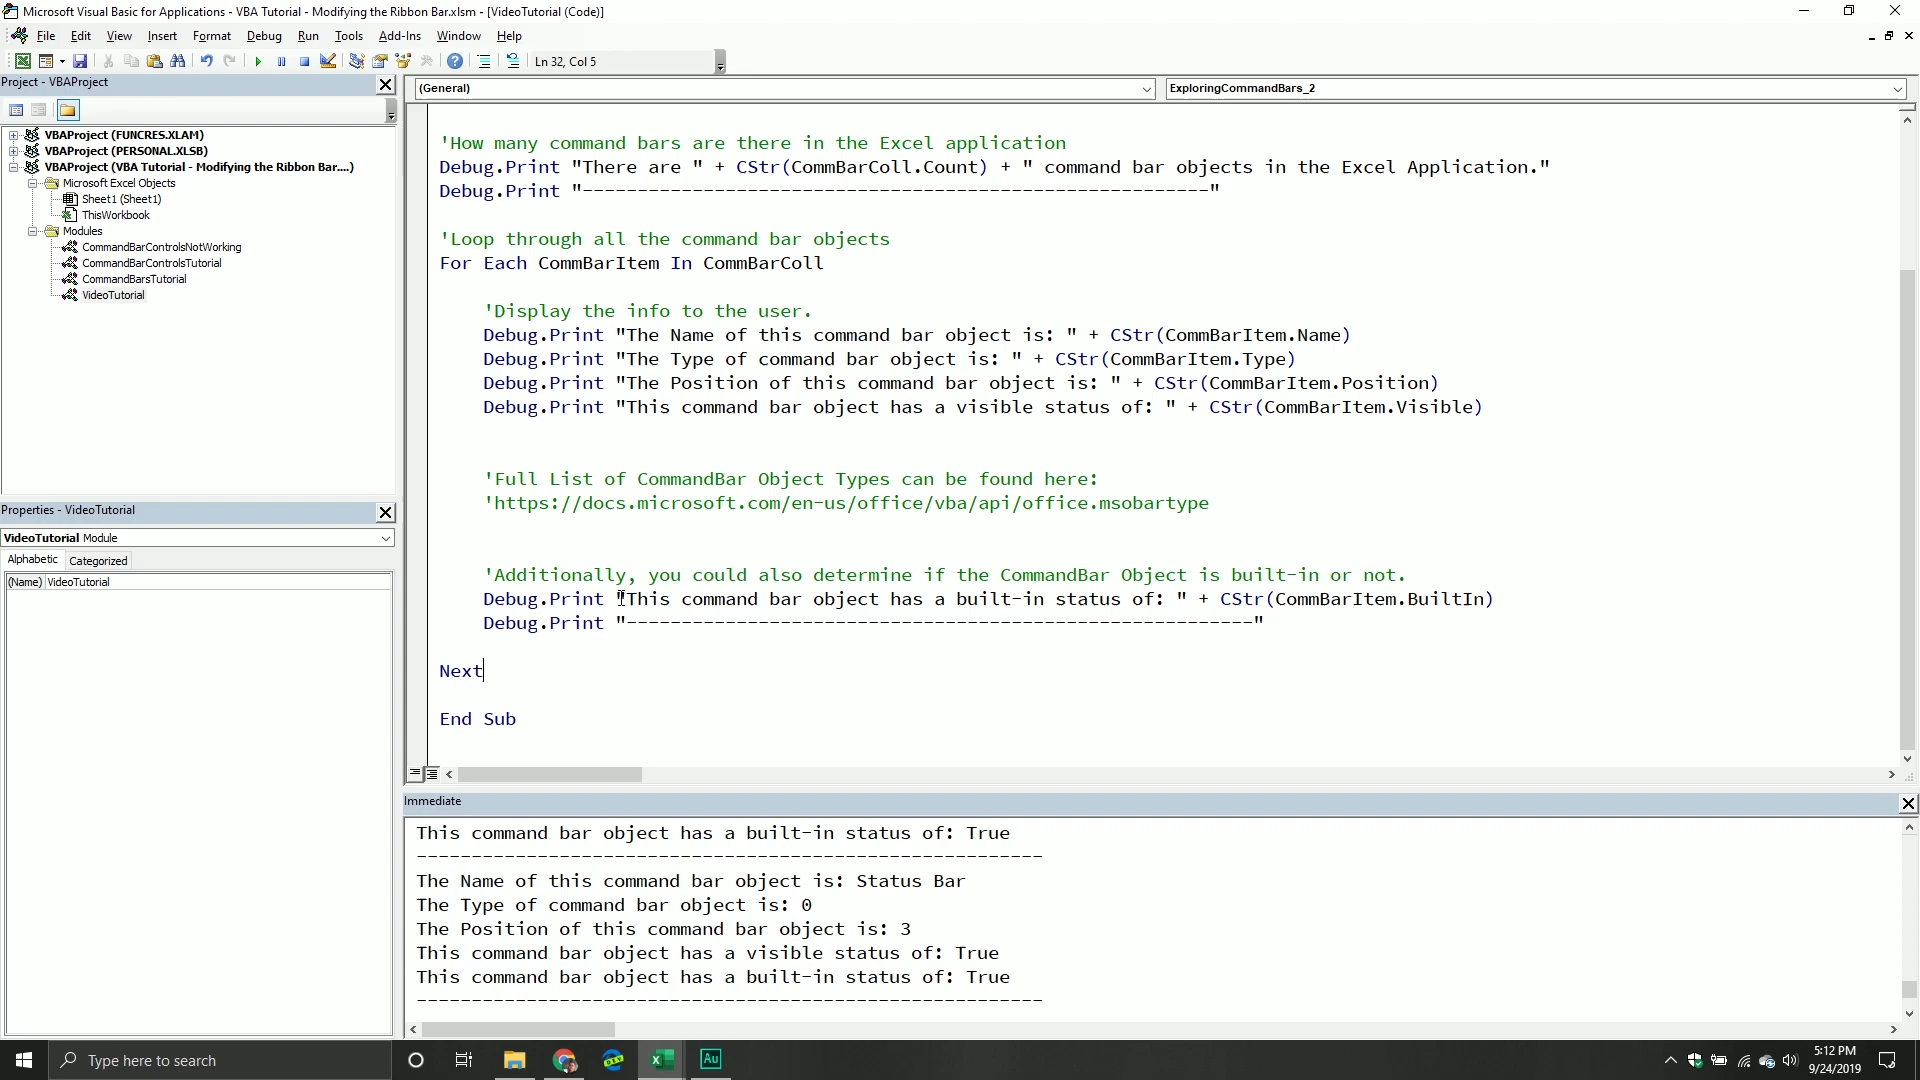 Microsoft Visual Basic for Applications - VBA Tutorial - Modifying the Ribbon Bar.xlsm - [VideoTutorial (Code)]
File Edit View Insert Format Debug Run Tools Add-Ins Window Help
Ln 32, Col 5
Project - VBAProject
VBAProject (FUNCRES.XLAM)
VBAProject (PERSONAL.XLSB)
VBAProject (VBA Tutorial - Modifying the Ribbon Bar....)
Microsoft Excel Objects
Sheet1 (Sheet1)
ThisWorkbook
Modules
CommandBarControlsNotWorking
CommandBarControlsTutorial
CommandBarsTutorial
VideoTutorial
Properties - VideoTutorial
VideoTutorial Module
Alphabetic Categorized
(Name) VideoTutorial
(General) ExploringCommandBars_2
'How many command bars are there in the Excel application
Debug.Print "There are " + CStr(CommBarColl.Count) + " command bar objects in the Excel Application."
Debug.Print "---------------------------------------------------------"
'Loop through all the command bar objects
For Each CommBarItem In CommBarColl
'Display the info to the user.
Debug.Print "The Name of this command bar object is: " + CStr(CommBarItem.Name)
Debug.Print "The Type of command bar object is: " + CStr(CommBarItem.Type)
Debug.Print "The Position of this command bar object is: " + CStr(CommBarItem.Position)
Debug.Print "This command bar object has a visible status of: " + CStr(CommBarItem.Visible)
'Full List of CommandBar Object Types can be found here:
'https://docs.microsoft.com/en-us/office/vba/api/office.msobartype
'Additionally, you could also determine if the CommandBar Object is built-in or not.
Debug.Print "This command bar object has a built-in status of: " + CStr(CommBarItem.BuiltIn)
Debug.Print "---------------------------------------------------------"
Next
End Sub
Immediate
This command bar object has a built-in status of: True
---------------------------------------------------------
The Name of this command bar object is: Status Bar
The Type of command bar object is: 0
The Position of this command bar object is: 3
This command bar object has a visible status of: True
This command bar object has a built-in status of: True
---------------------------------------------------------
Type here to search
DEV
Au
5:12 PM
9/24/2019